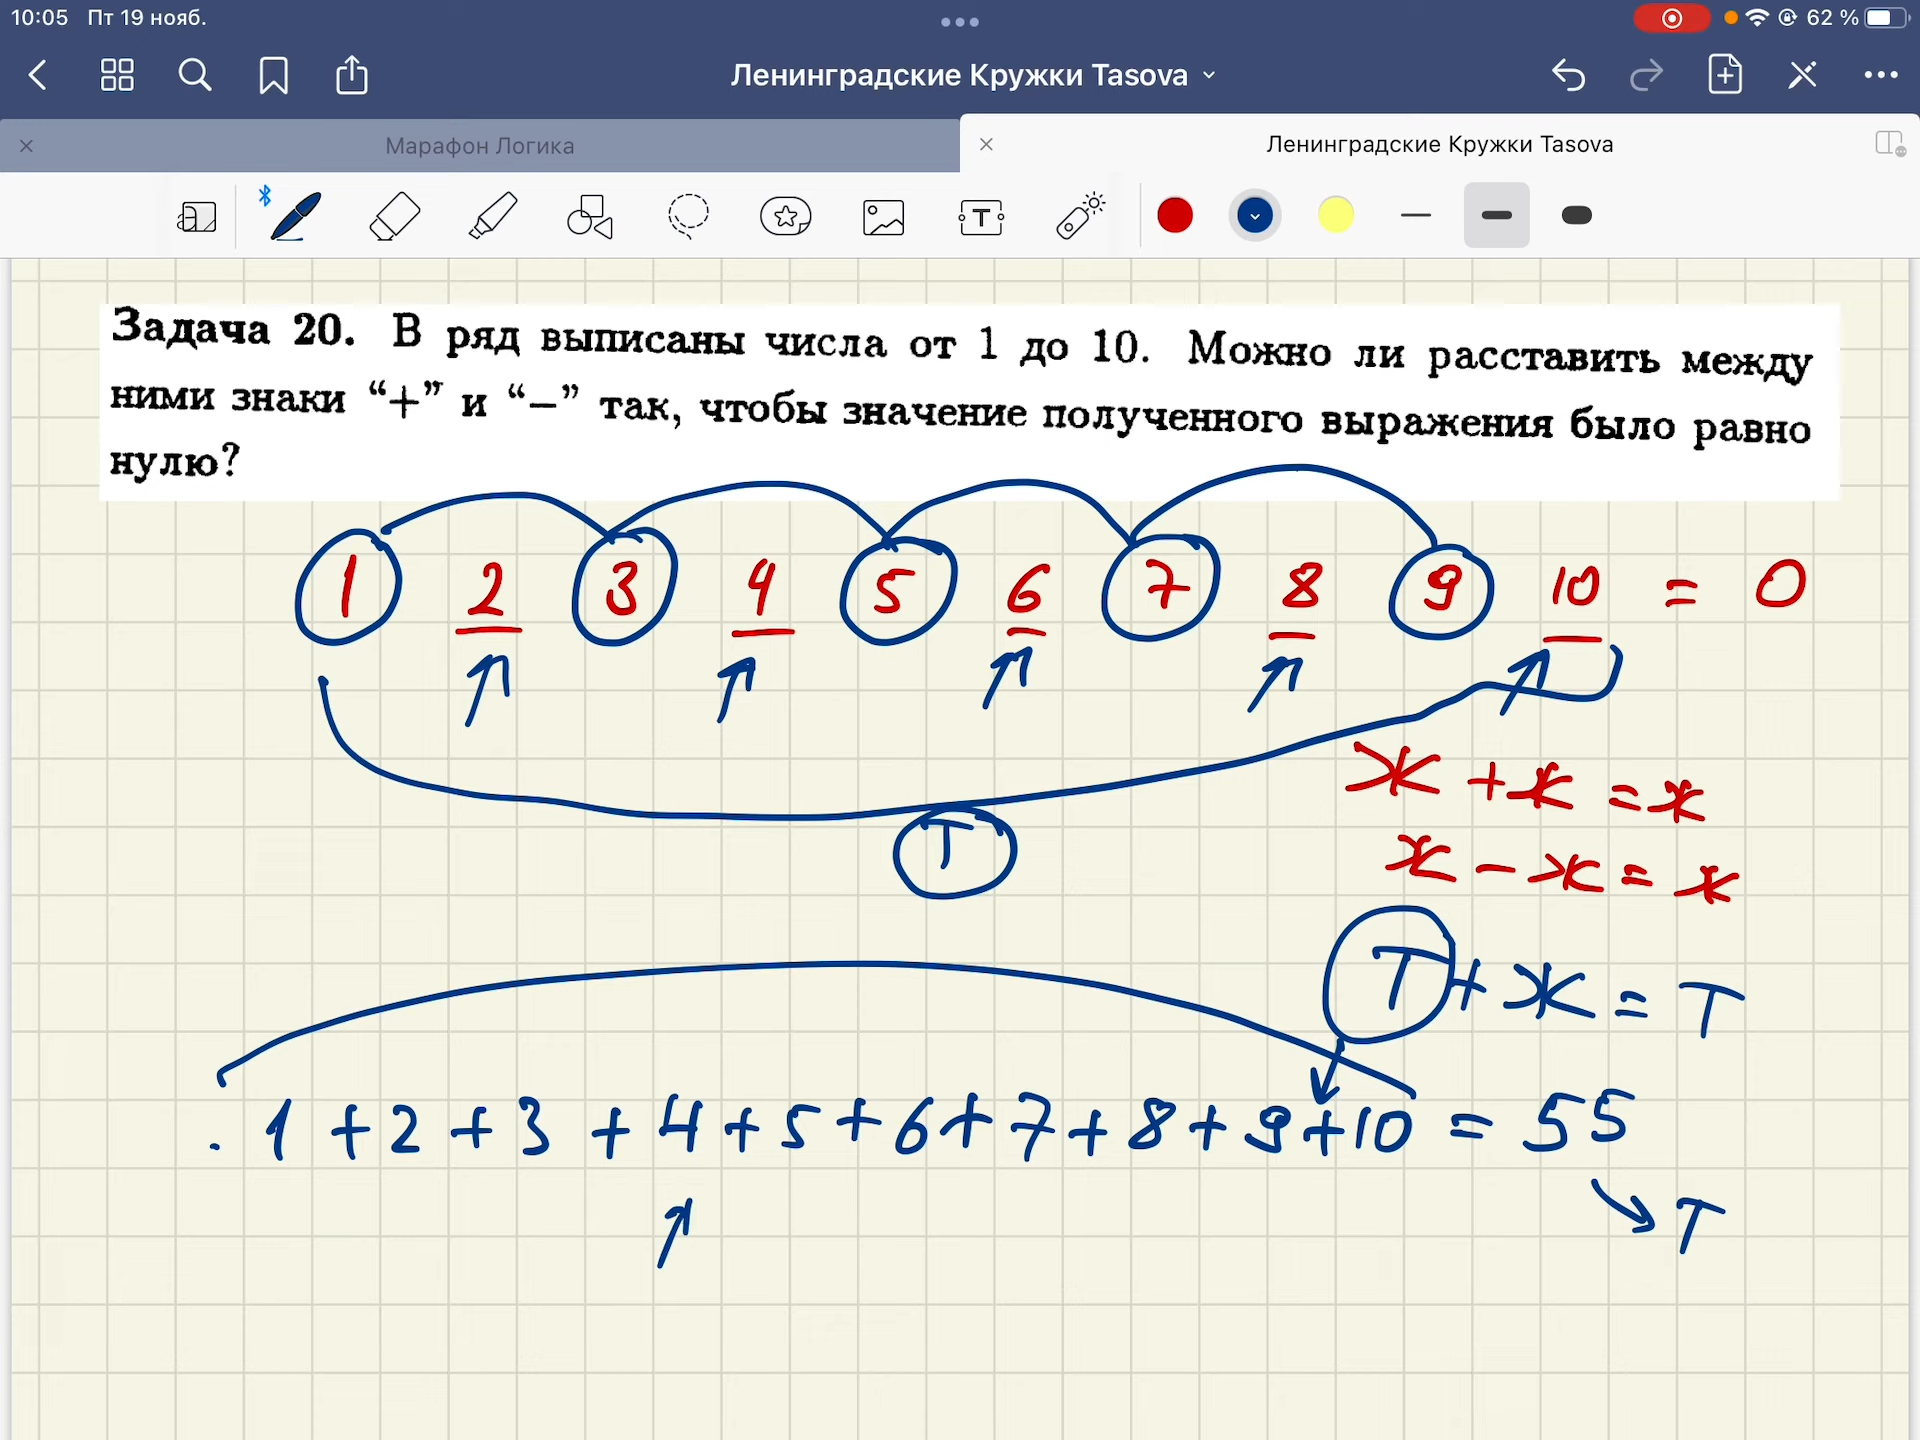 10:05 Пт 19 нояб. 62 %
Ленинградские Кружки Tasova
Марафон Логика
Ленинградские Кружки Tasova
Задача 20. В ряд выписаны числа от 1 до 10. Можно ли расставить между
ними знаки “+” и “−” так, чтобы значение полученного выражения было равно
нулю?
1 2 3 4 5 6 7 8 9 10 = 0
ж + ж = ж
T
ж − ж = ж
T + ж = T
1 + 2 + 3 + 4 + 5 + 6 + 7 + 8 + 9 + 10 = 55
T